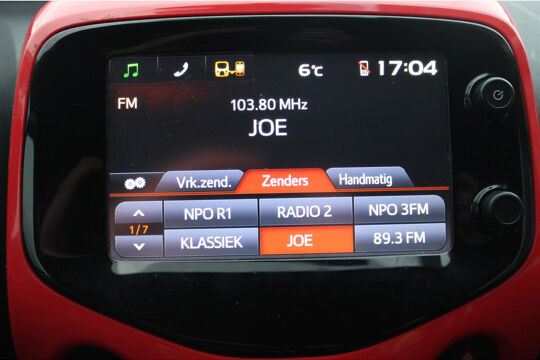 6°C 17:04
FM 103.80 MHz
JOE
Vrk.zend. Zenders Handmatig
NPO R1 RADIO 2 NPO 3FM
1/7
KLASSIEK JOE 89.3 FM